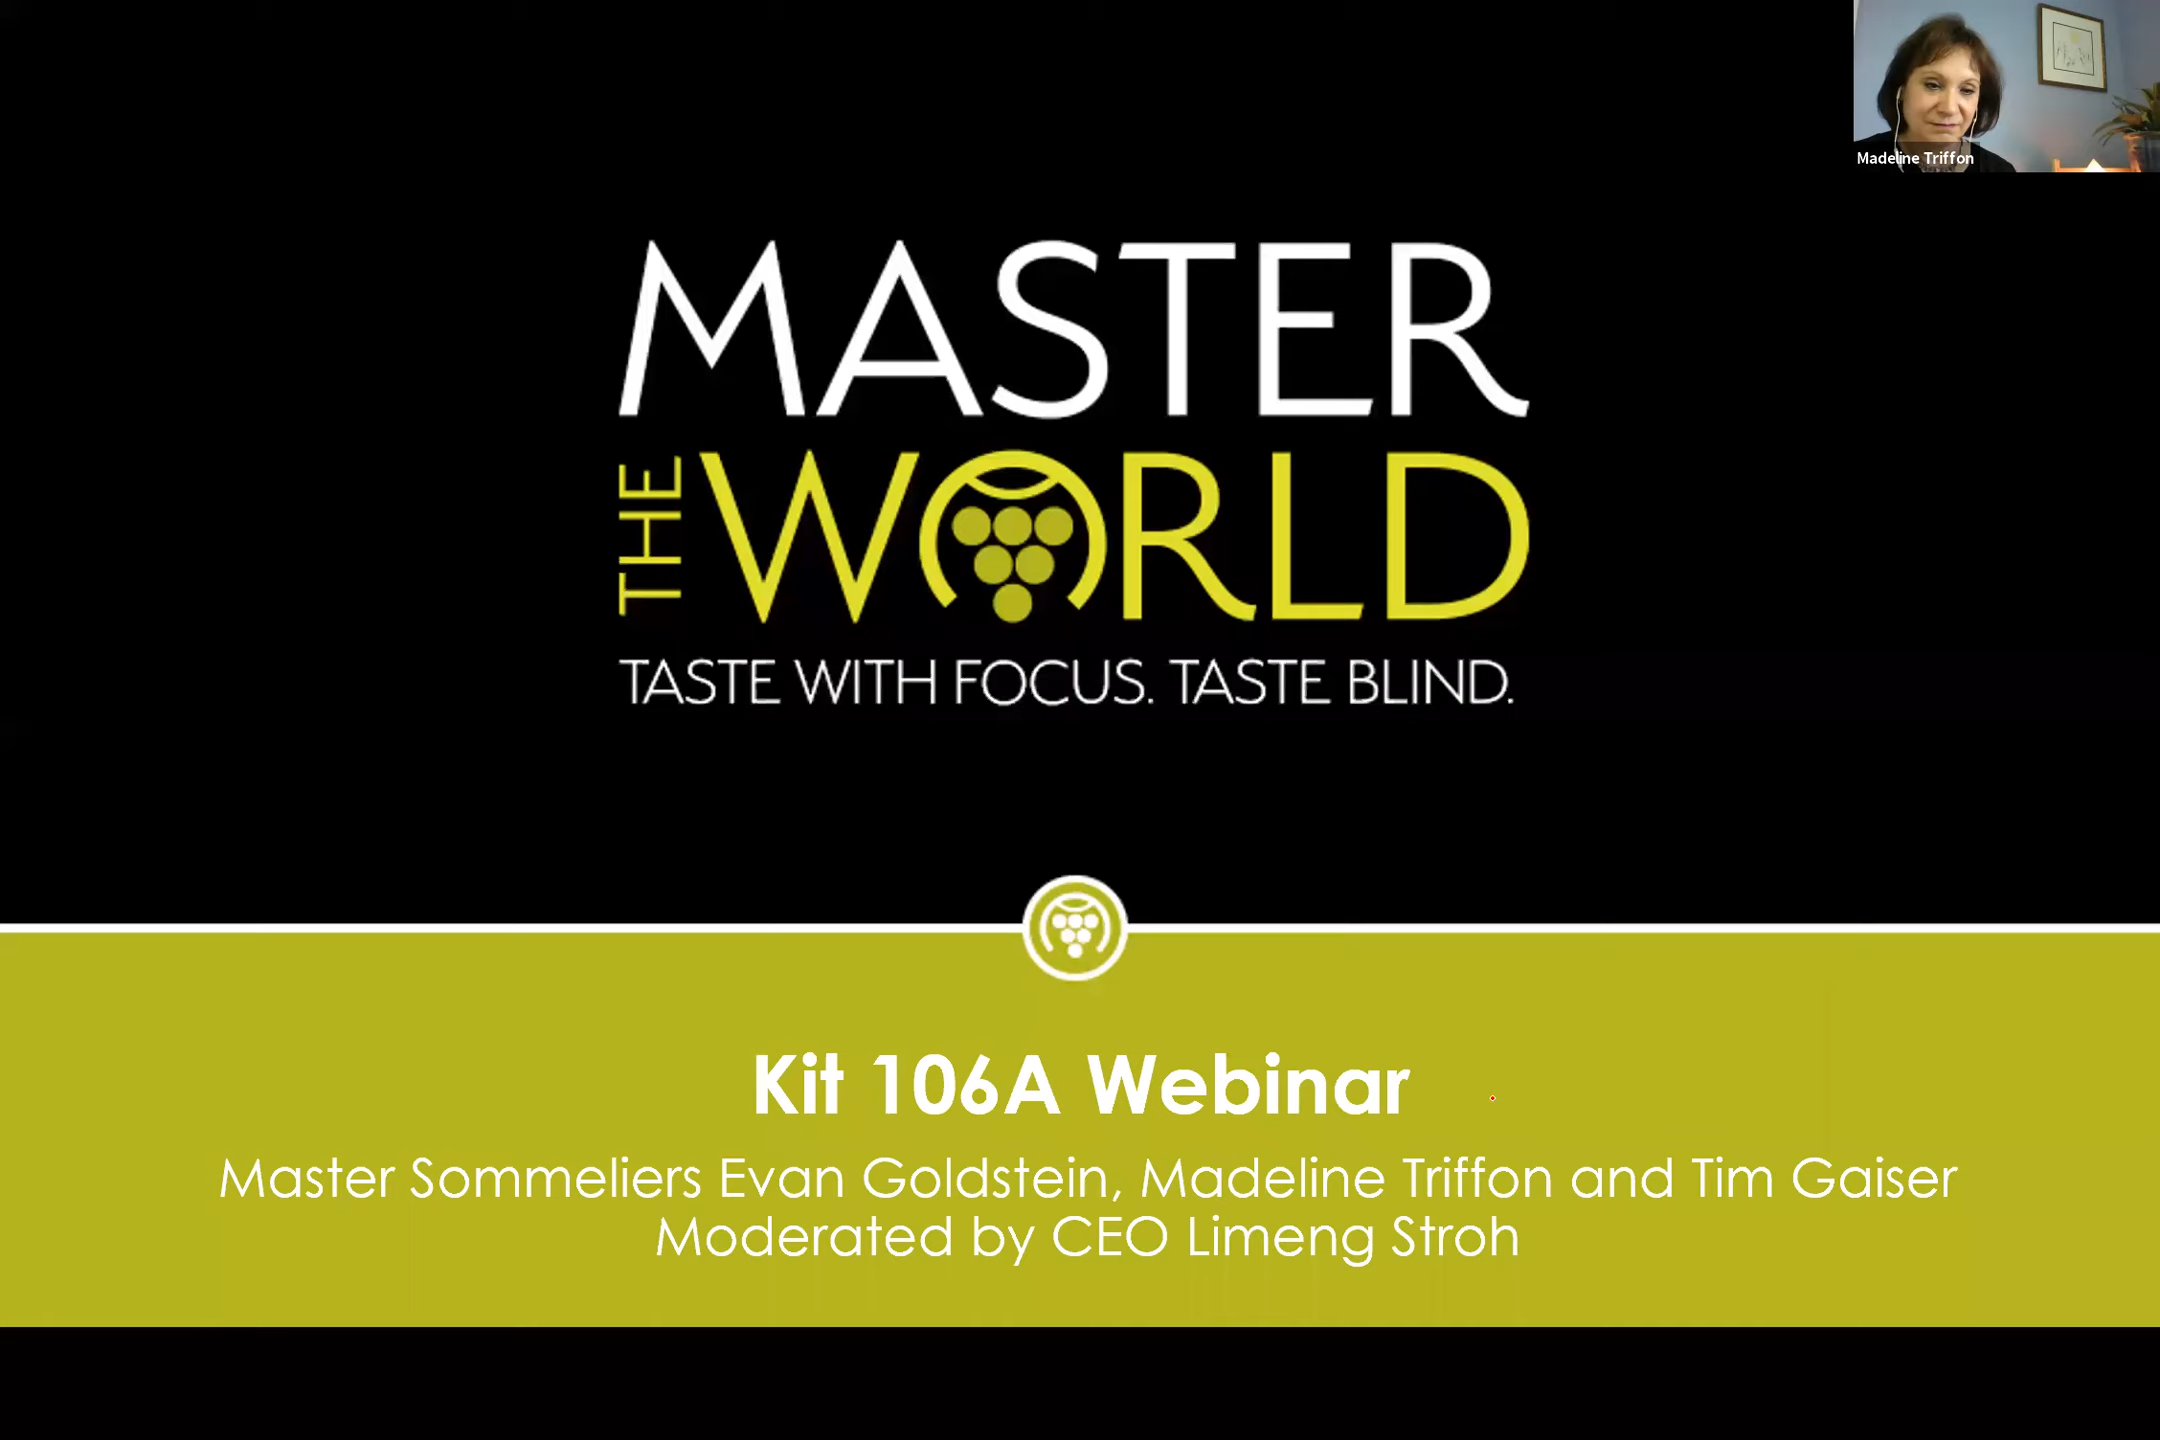 Madeline Triffon
MASTER
THE WORLD
TASTE WITH FOCUS. TASTE BLIND.
Kit 106A Webinar
Master Sommeliers Evan Goldstein, Madeline Triffon and Tim Gaiser
Moderated by CEO Limeng Stroh